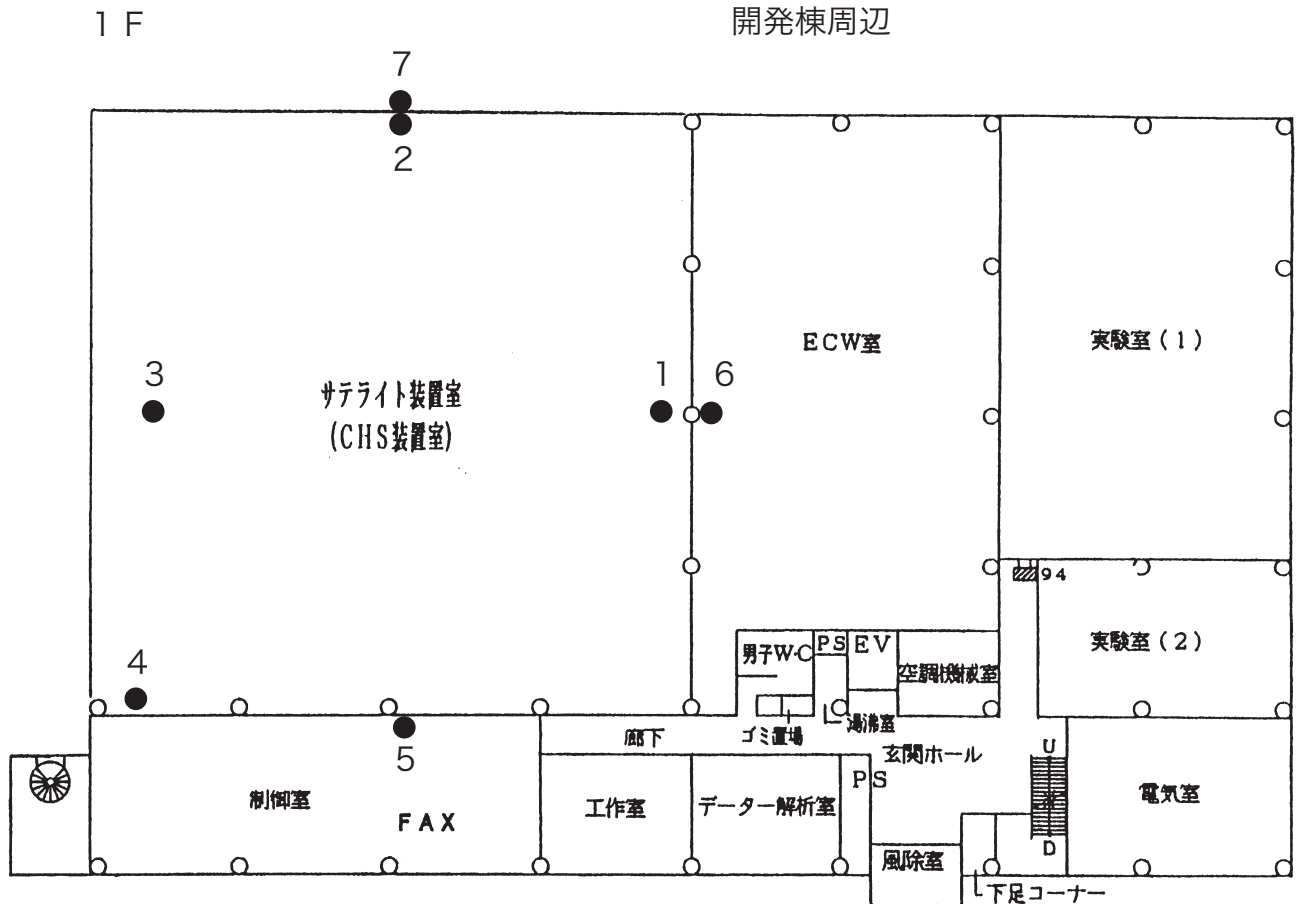 １Ｆ
開発棟周辺
7
2
ECW室
実験室(1)
3
1
6
サテライト装置室
(CHS装置室)
94
実験室(2)
男子W·C
PS
EV
空調機械室
4
5
廊下
ゴミ置場
湯沸室
玄関ホール
U
PS
制御室
FAX
工作室
データー解析室
電気室
D
風除室
下足コーナー